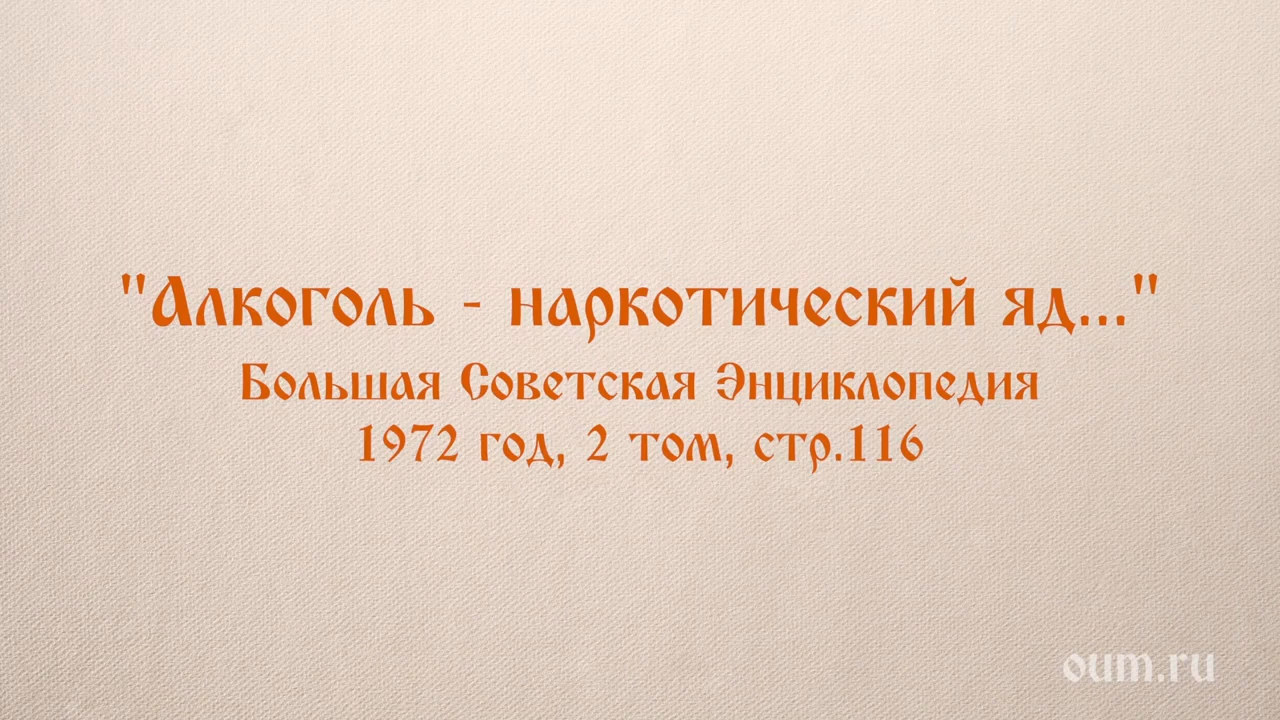 "Алкоголь - наркотический яд..."
Большая Советская Энциклопедия
1972 год, 2 том, стр.116
oum.ru